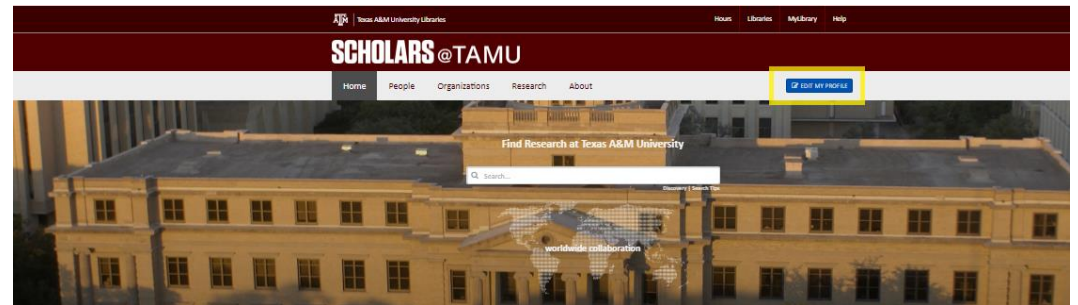 ĀM | Texas A&M University Libraries Hours Libraries MyLibrary Help
SCHOLARS @TAMU
Home People Organizations Research About EDIT MY PROFILE
Find Research at Texas A&M University
Search...
Discovery | Search Tips
worldwide collaboration